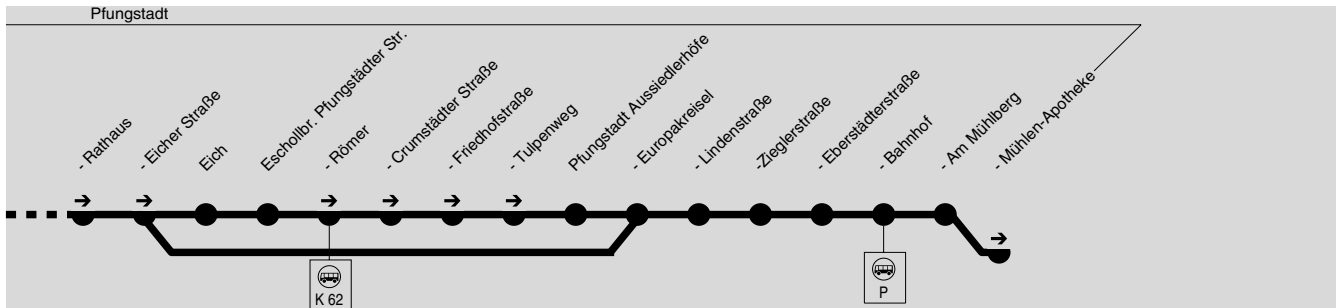 Pfungstadt
- Rathaus
- Eicher Straße
Eich
Eschollbr. Pfungstädter Str.
- Römer
- Crumstädter Straße
- Friedhofstraße
- Tulpenweg
Pfungstadt Aussiedlerhöfe
- Europakreisel
- Lindenstraße
-Zieglerstraße
- Eberstädterstraße
- Bahnhof
- Am Mühlberg
- Mühlen-Apotheke
K 62
P